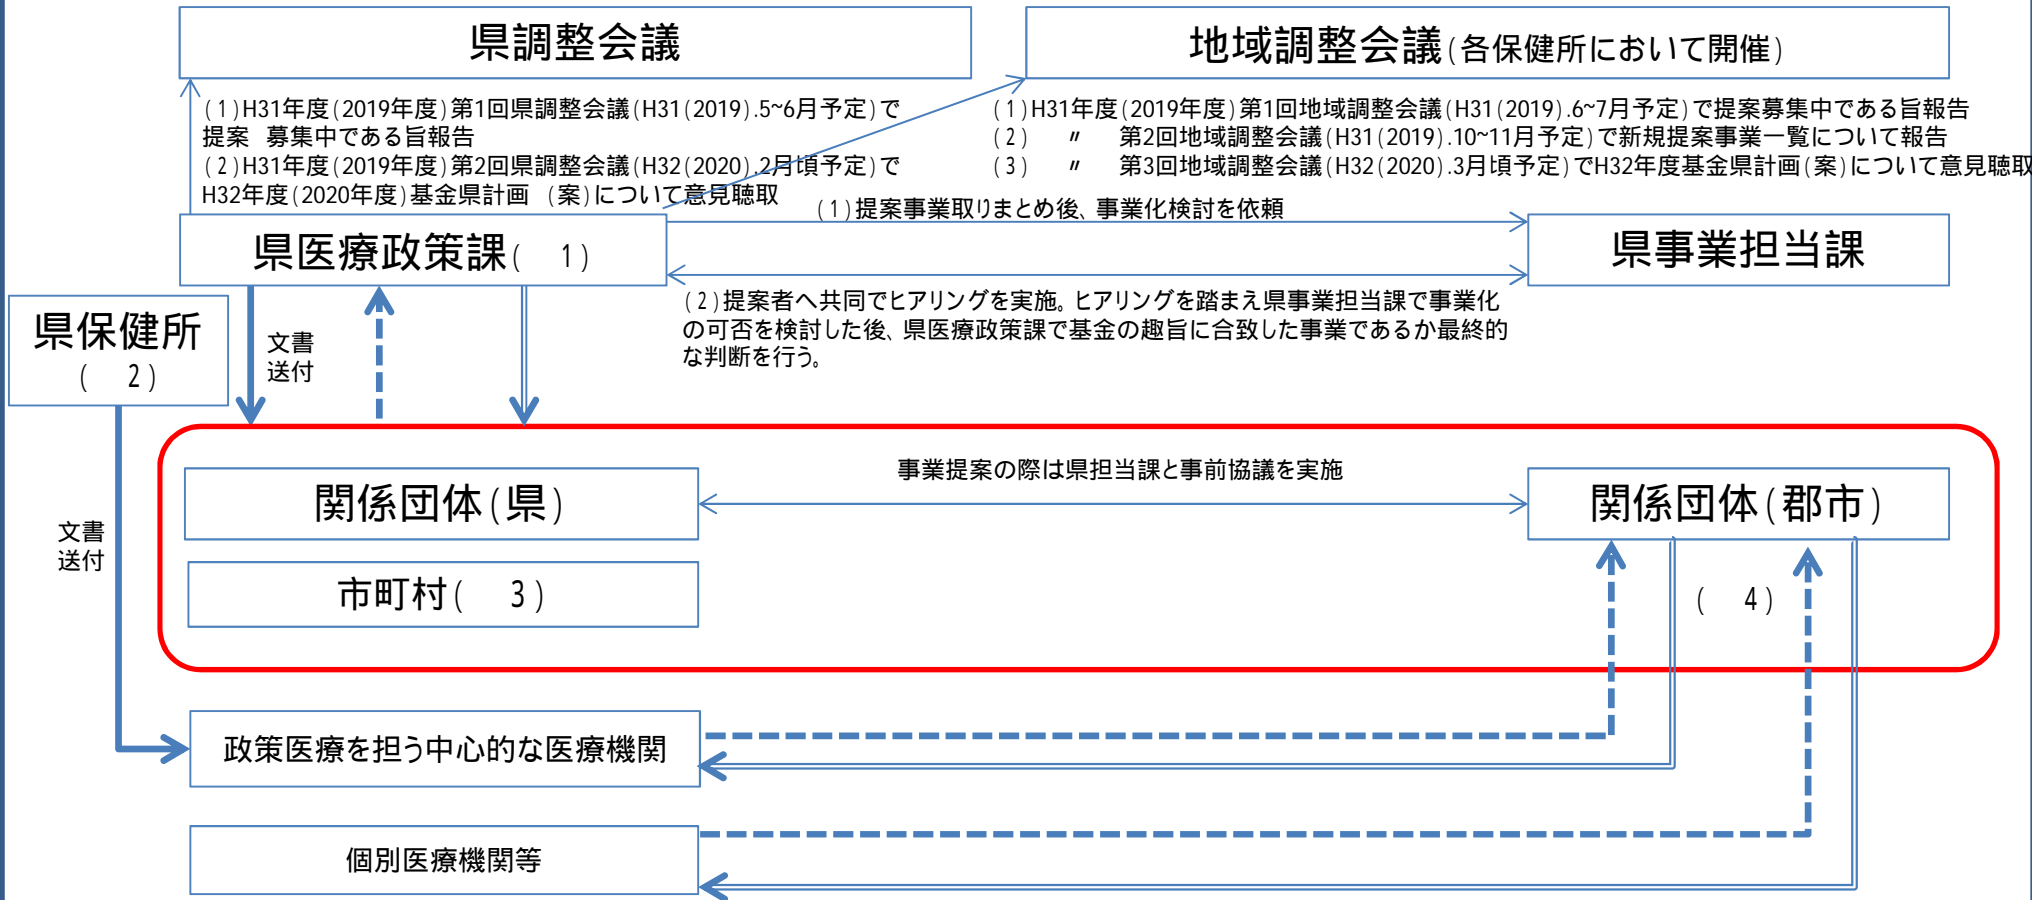 県調整会議
地域調整会議(各保健所において開催)
(1)H31年度(2019年度)第1回県調整会議(H31(2019).5~6月予定)で
提案 募集中である旨報告
(2)H31年度(2019年度)第2回県調整会議(H32(2020).2月頃予定)で
H32年度(2020年度)基金県計画 (案)について意見聴取
(1)H31年度(2019年度)第1回地域調整会議(H31(2019).6~7月予定)で提案募集中である旨報告
(2) 〃 第2回地域調整会議(H31(2019).10~11月予定)で新規提案事業一覧について報告
(3) 〃 第3回地域調整会議(H32(2020).3月頃予定)でH32年度基金県計画(案)について意見聴取
(1)提案事業取りまとめ後、事業化検討を依頼
県医療政策課( 1)
県事業担当課
(2)提案者へ共同でヒアリングを実施。ヒアリングを踏まえ県事業担当課で事業化
の可否を検討した後、県医療政策課で基金の趣旨に合致した事業であるか最終的
な判断を行う。
県保健所
( 2)
文書
送付
事業提案の際は県担当課と事前協議を実施
関係団体(県)
関係団体(郡市)
文書
送付
市町村( 3)
( 4)
政策医療を担う中心的な医療機関
個別医療機関等